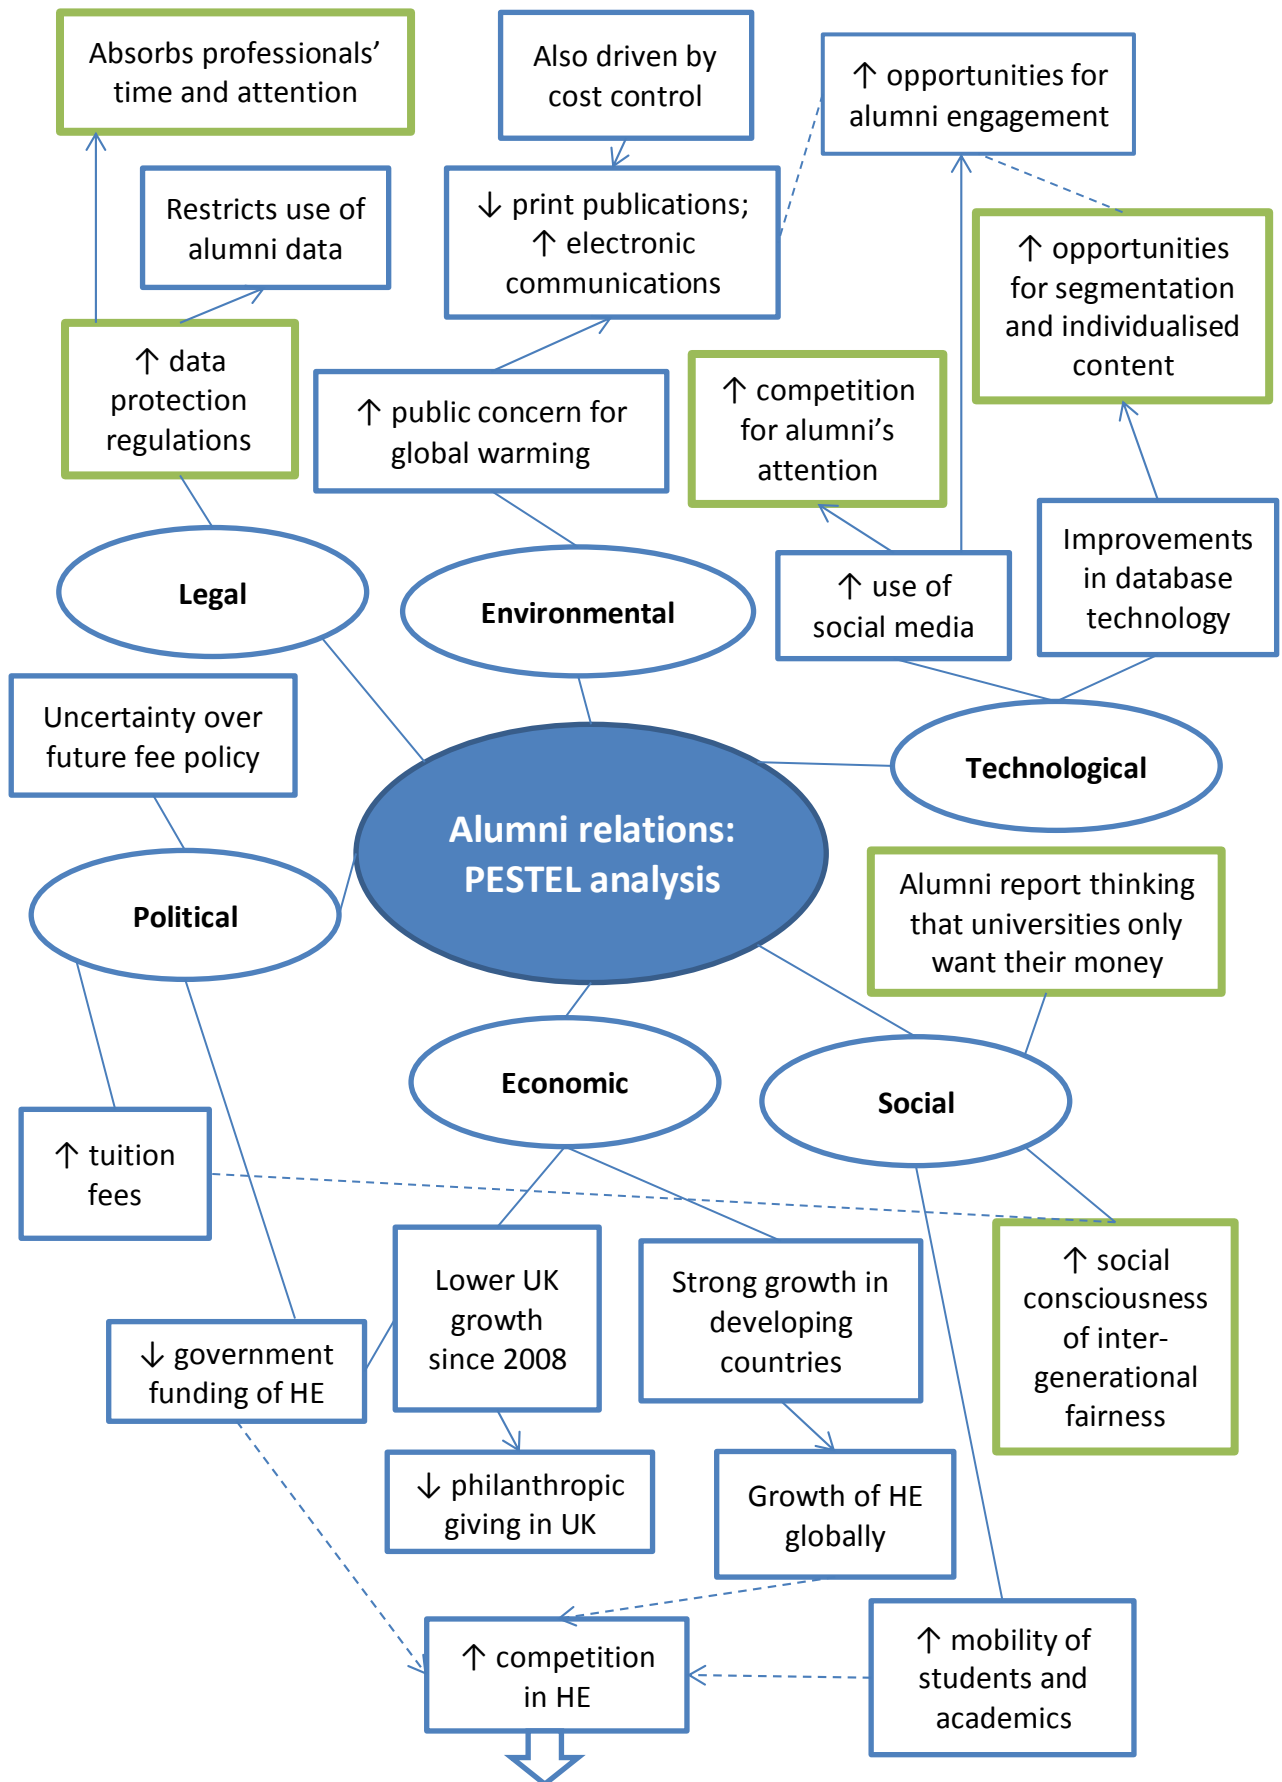 Absorbs professionals’
time and attention
Also driven by
cost control
↑ opportunities for
alumni engagement
Restricts use of
alumni data
↓ print publications;
↑ electronic
communications
↑ opportunities
for segmentation
and individualised
content
↑ data
protection
regulations
↑ public concern for
global warming
↑ competition
for alumni’s
attention
↑ use of
social media
Improvements
in database
technology
Legal
Environmental
Technological
Uncertainty over
future fee policy
Alumni relations:
PESTEL analysis
Political
Alumni report thinking
that universities only
want their money
Economic
Social
↑ tuition
fees
↓ government
funding of HE
Lower UK
growth
since 2008
Strong growth in
developing
countries
↑ social
consciousness
of inter-
generational
fairness
↓ philanthropic
giving in UK
Growth of HE
globally
↑ competition
in HE
↑ mobility of
students and
academics